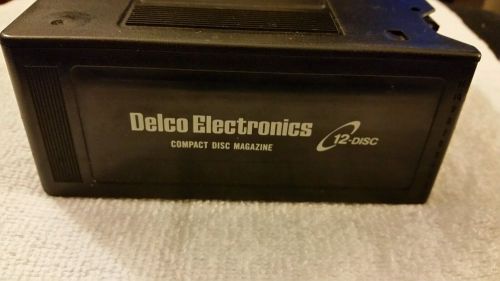 Delco Electronics
COMPACT DISC MAGAZINE
12-DISC